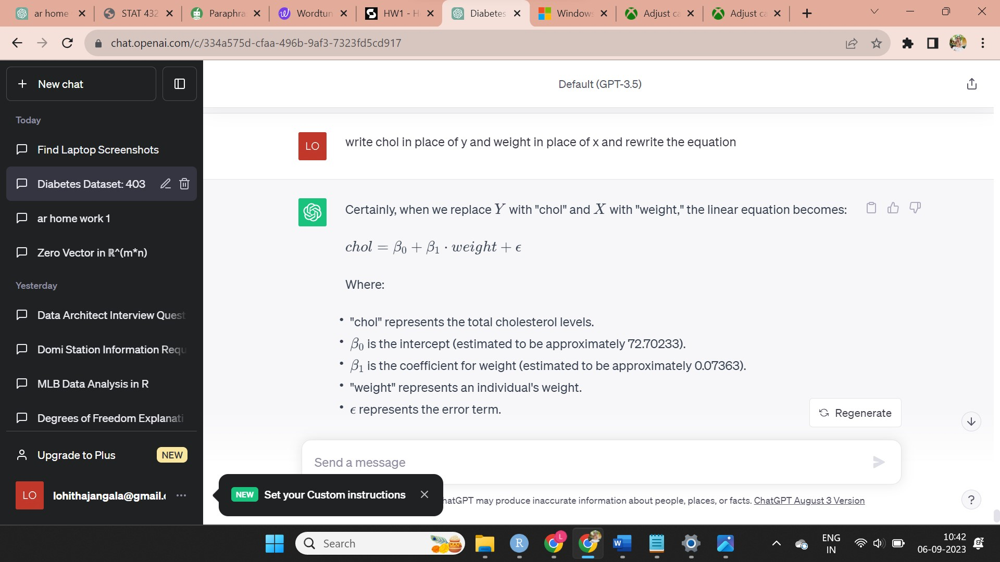 ar home
STAT 432
Paraphra
Wordtun
HW1 - H
Diabetes
Windows
Adjust ca
Adjust ca
chat.openai.com/c/334a575d-cfaa-496b-9af3-7323fd5cd917
New chat
Default (GPT-3.5)
Today
Find Laptop Screenshots
Diabetes Dataset: 403
ar home work 1
Zero Vector in ℝ^(m*n)
Yesterday
Data Architect Interview Quest
Domi Station Information Requ
MLB Data Analysis in R
Degrees of Freedom Explanati
Upgrade to Plus NEW
LO lohithajangala@gmail.c ...
LO write chol in place of y and weight in place of x and rewrite the equation
Certainly, when we replace Y with "chol" and X with "weight," the linear equation becomes:
chol = β₀ + β₁ · weight + ϵ
Where:
• "chol" represents the total cholesterol levels.
• β₀ is the intercept (estimated to be approximately 72.70233).
• β₁ is the coefficient for weight (estimated to be approximately 0.07363).
• "weight" represents an individual's weight.
• ϵ represents the error term.
Regenerate
Send a message
NEW Set your Custom instructions
hatGPT may produce inaccurate information about people, places, or facts. ChatGPT August 3 Version
?
Search
R
L
W
ENG
IN
10:42
06-09-2023